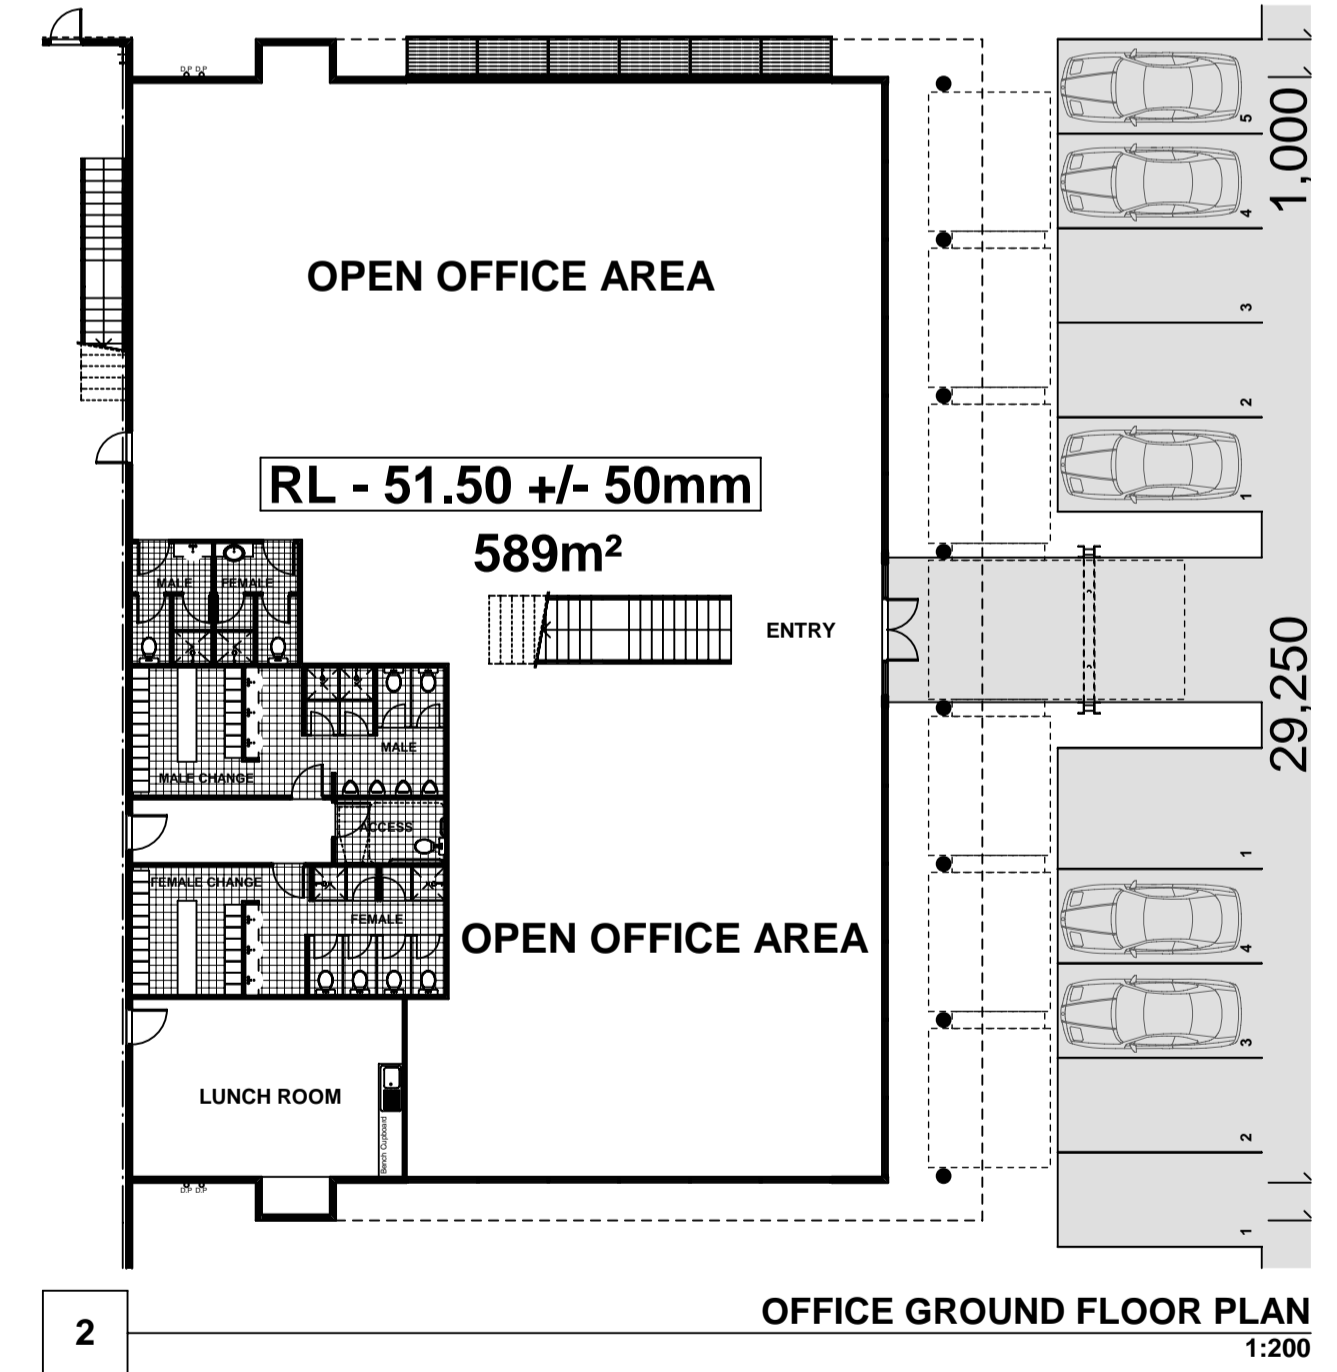 D.P D.P
5
1,000
4
OPEN OFFICE AREA
3
2
RL - 51.50 +/- 50mm
1
589m²
MALE FEMALE
ENTRY
29,250
MALE
MALE CHANGE
ACCESS
1
FEMALE CHANGE
FEMALE
OPEN OFFICE AREA
4
3
LUNCH ROOM
Bench Cupboard
2
D.P D.P
1
OFFICE GROUND FLOOR PLAN
2
1:200